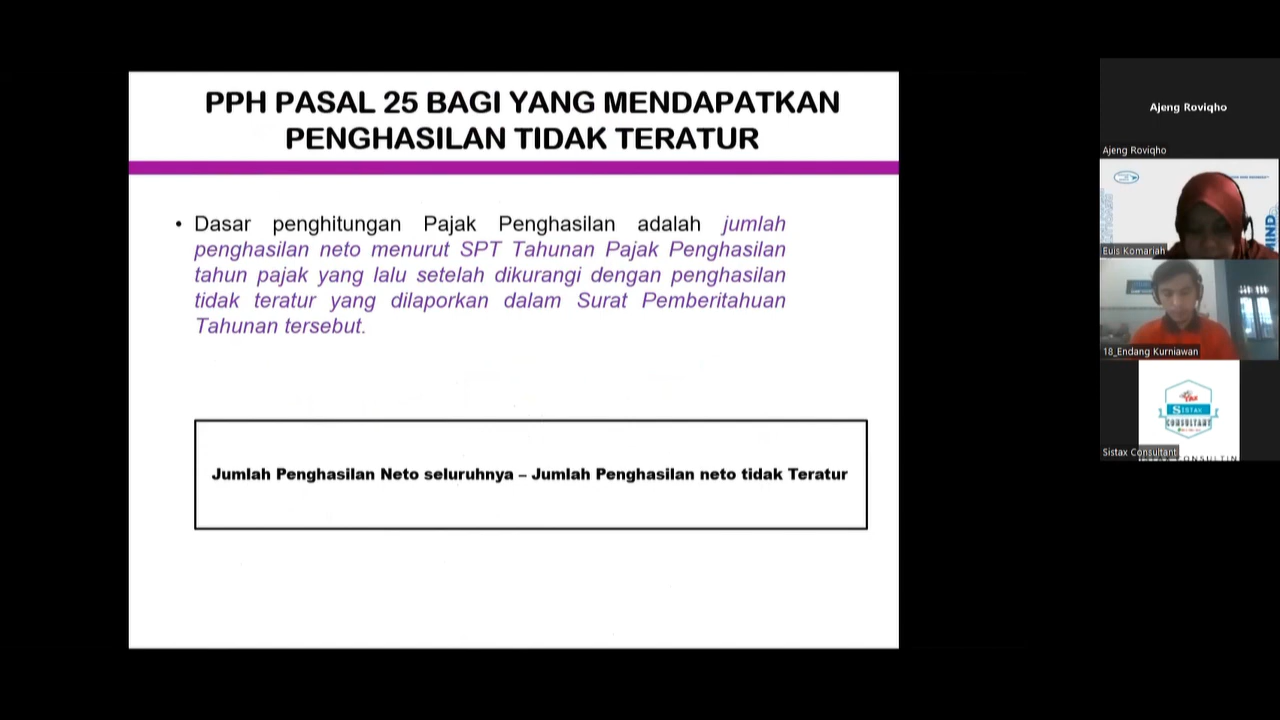 PPH PASAL 25 BAGI YANG MENDAPATKAN
PENGHASILAN TIDAK TERATUR
• Dasar penghitungan Pajak Penghasilan adalah jumlah
penghasilan neto menurut SPT Tahunan Pajak Penghasilan
tahun pajak yang lalu setelah dikurangi dengan penghasilan
tidak teratur yang dilaporkan dalam Surat Pemberitahuan
Tahunan tersebut.
Jumlah Penghasilan Neto seluruhnya – Jumlah Penghasilan neto tidak Teratur
Ajeng Roviqho
Ajeng Roviqho
Euis Komariah
18_Endang Kurniawan
TAX
SISTAX
CONSULTANT
Sistax Consultant